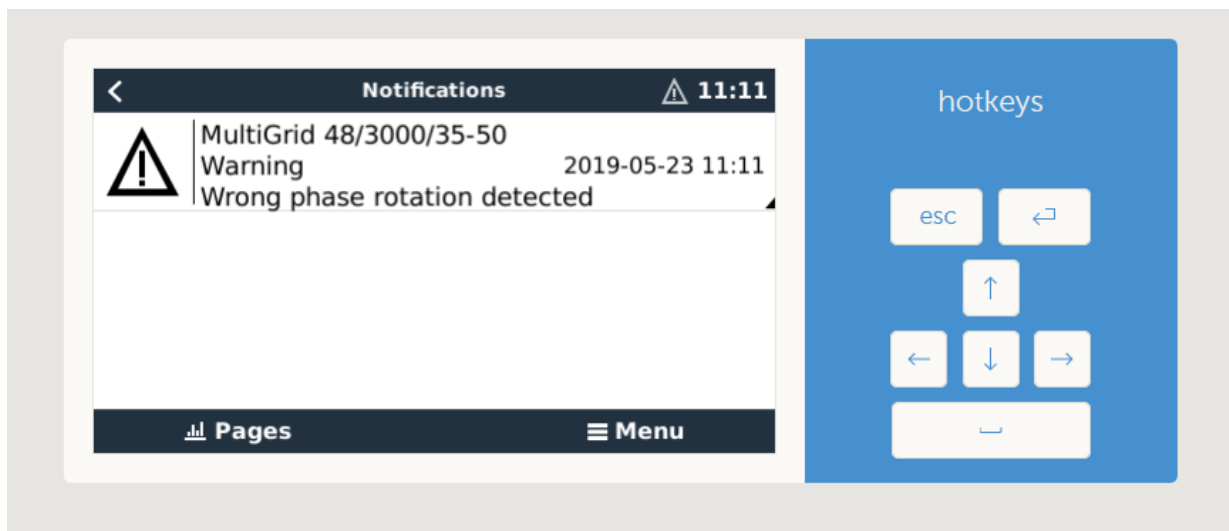 Notifications
11:11
MultiGrid 48/3000/35-50
Warning
2019-05-23 11:11
Wrong phase rotation detected
Pages
Menu
hotkeys
esc